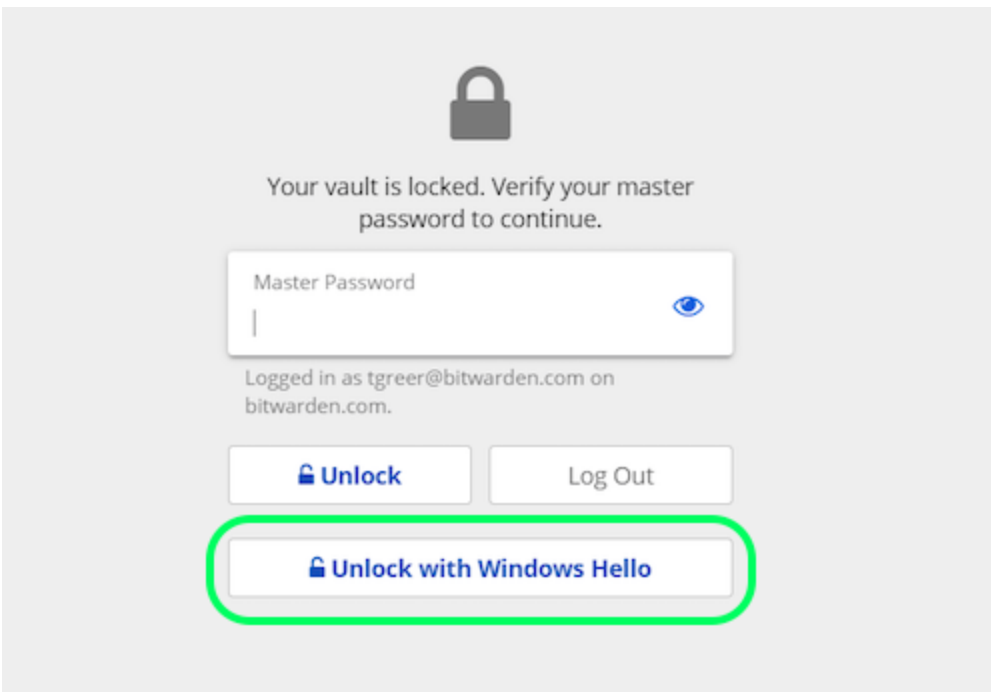 Your vault is locked. Verify your master
password to continue.
Master Password
Logged in as tgreer@bitwarden.com on
bitwarden.com.
Unlock
Log Out
Unlock with Windows Hello